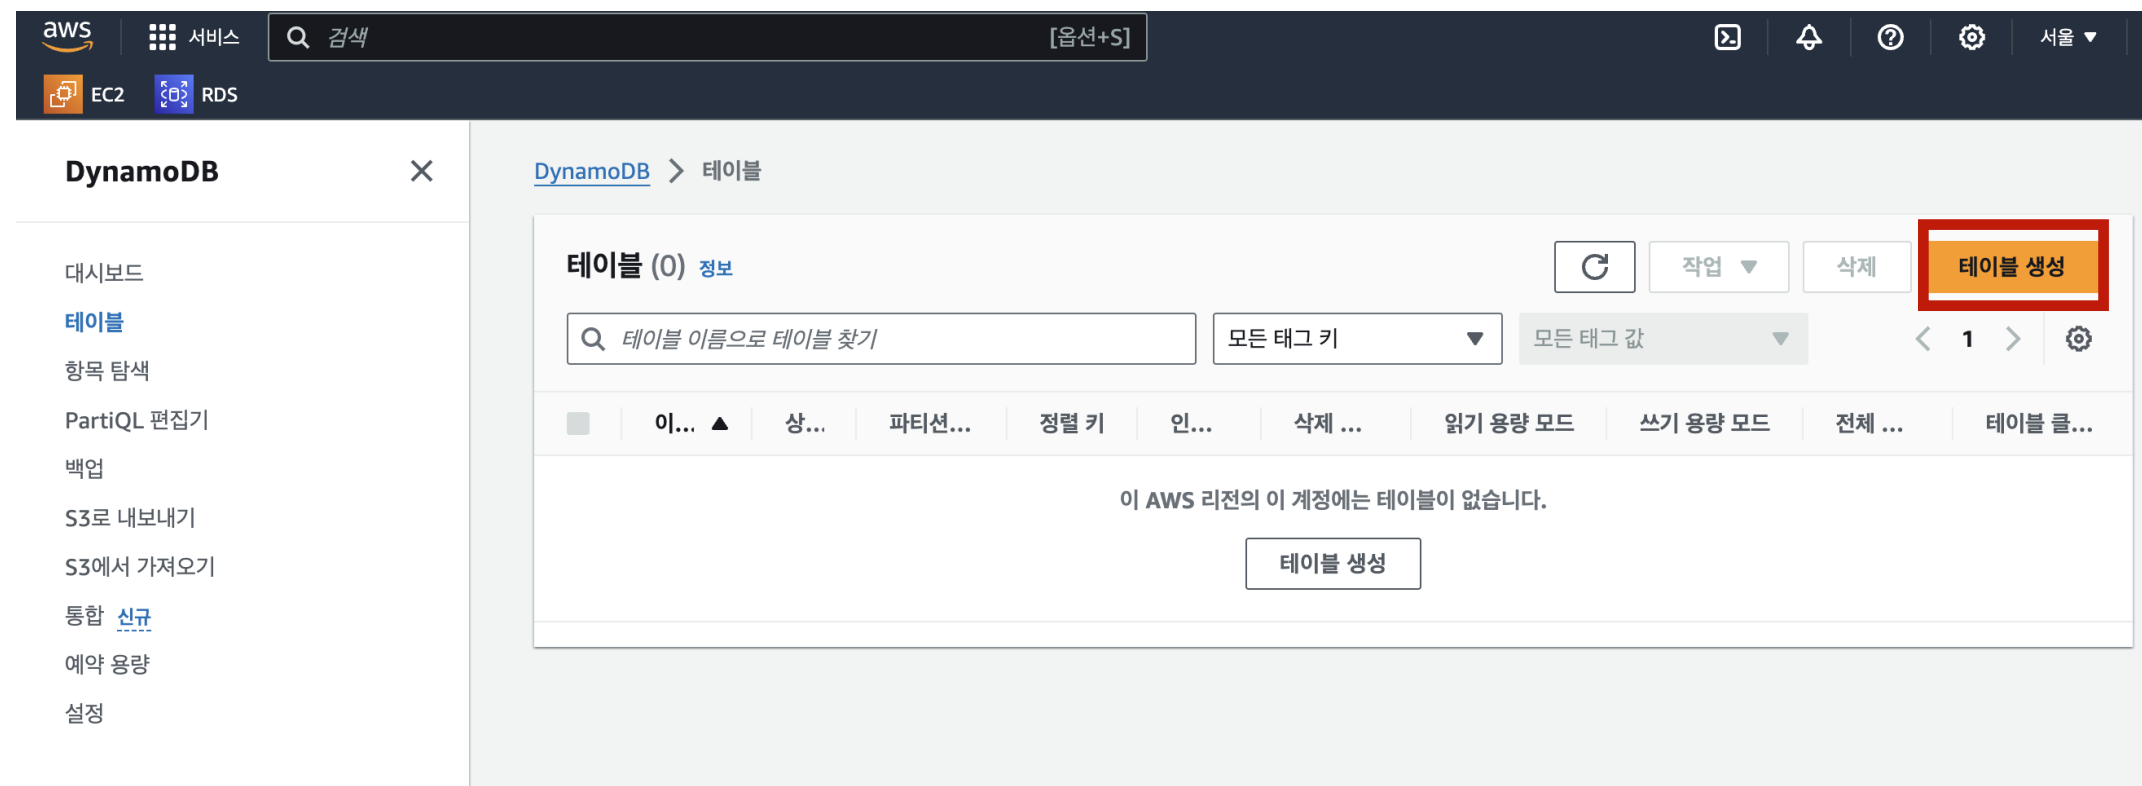 aws 서비스 검색 [옵션+S] 서울
EC2 RDS
DynamoDB
대시보드
테이블
항목 탐색
PartiQL 편집기
백업
S3로 내보내기
S3에서 가져오기
통합 신규
예약 용량
설정
DynamoDB 테이블
테이블 (0) 정보 작업 삭제 테이블 생성
테이블 이름으로 테이블 찾기 모든 태그 키 모든 태그 값 1
이... 상... 파티션... 정렬 키 인... 삭제 ... 읽기 용량 모드 쓰기 용량 모드 전체 ... 테이블 클...
이 AWS 리전의 이 계정에는 테이블이 없습니다.
테이블 생성